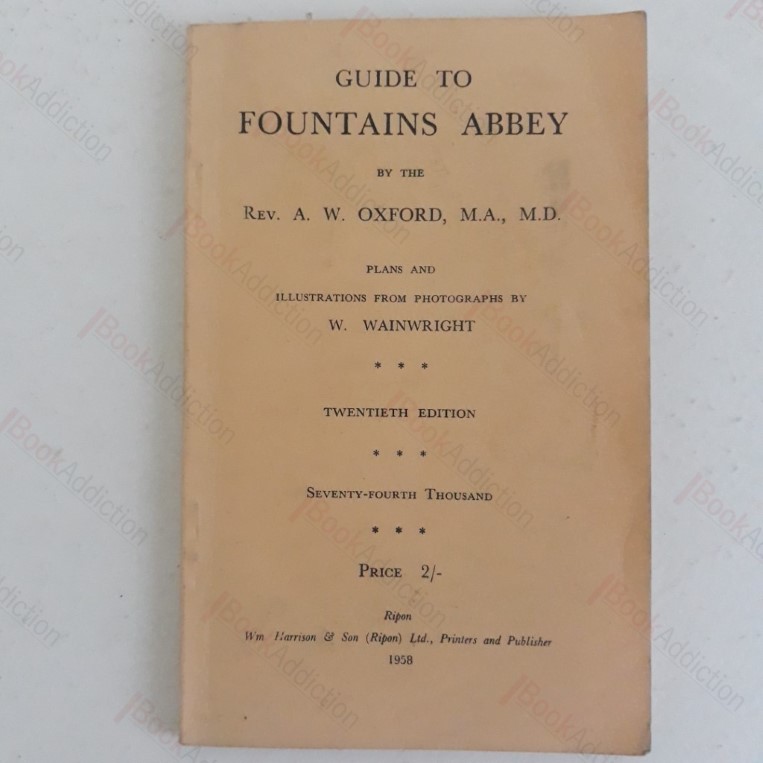 GUIDE TO
FOUNTAINS ABBEY
BY THE
REV. A. W. OXFORD, M.A., M.D.
PLANS AND
ILLUSTRATIONS FROM PHOTOGRAPHS BY
W. WAINWRIGHT
* * *
TWENTIETH EDITION
* * *
SEVENTY-FOURTH THOUSAND
* * *
PRICE 2/-
Ripon
Wm Harrison & Son (Ripon) Ltd., Printers and Publisher
1958
BookAddiction